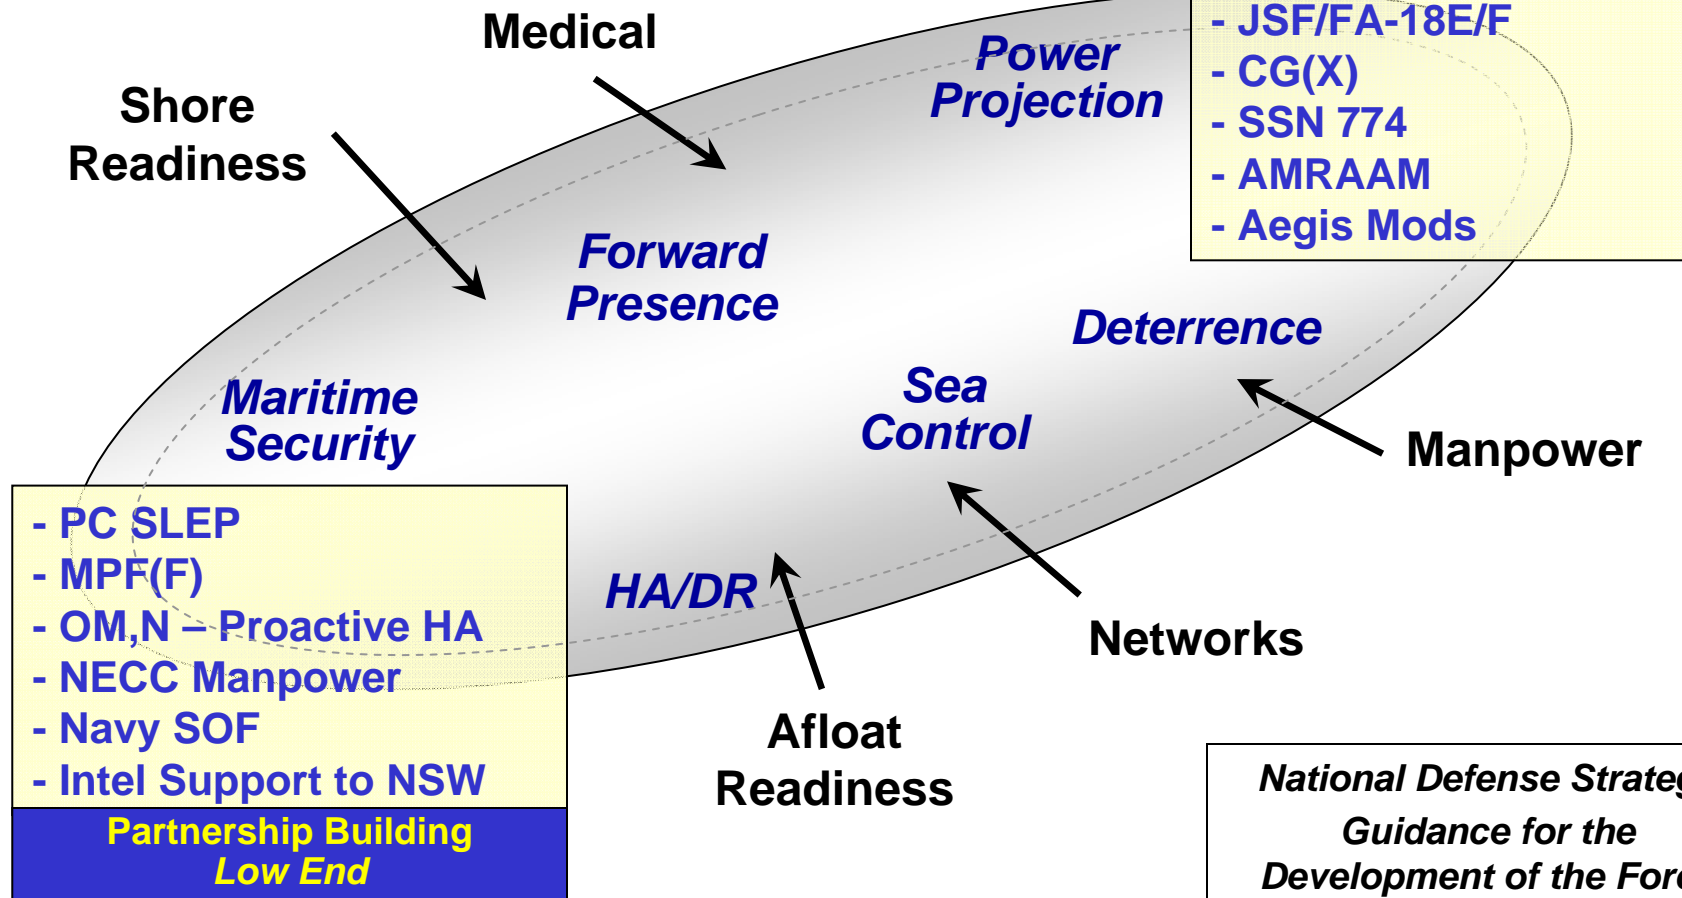 Medical
Shore
Readiness
Power
Projection
- JSF/FA-18E/F
- CG(X)
- SSN 774
- AMRAAM
- Aegis Mods
Forward
Presence
Deterrence
Maritime
Security
Sea
Control
Manpower
- PC SLEP
- MPF(F)
- OM,N – Proactive HA
- NECC Manpower
- Navy SOF
- Intel Support to NSW
Partnership Building
Low End
HA/DR
Networks
Afloat
Readiness
National Defense Strateg
Guidance for the
Development of the For